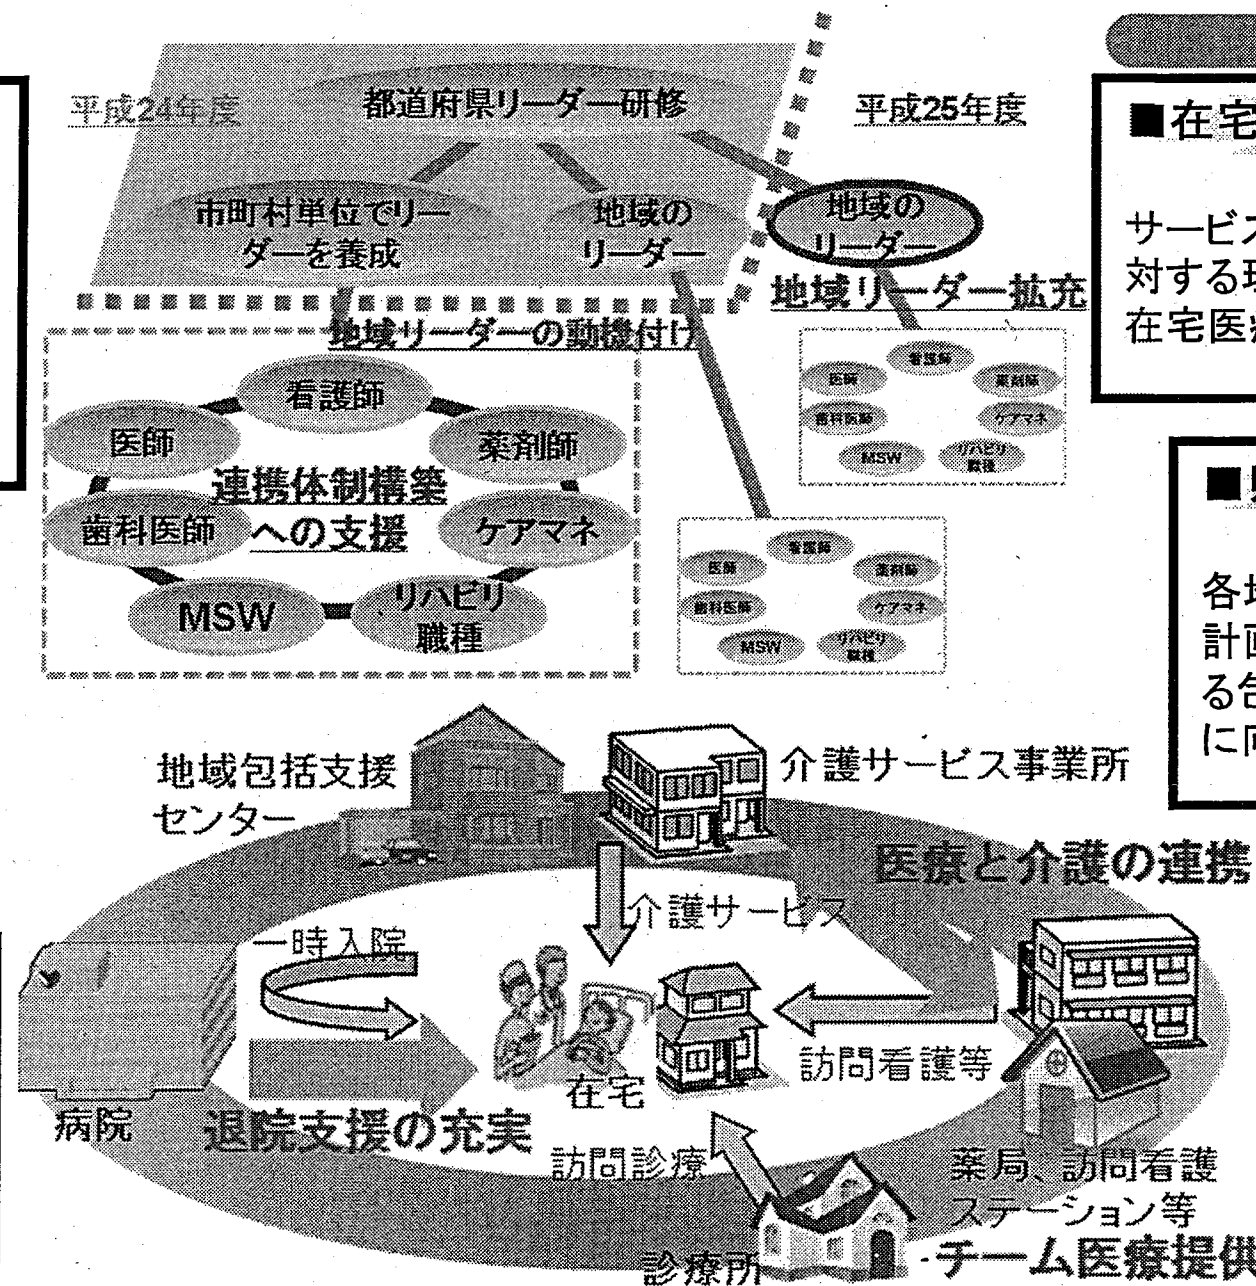 平成24年度
都道府県リーダー研修
平成25年度
市町村単位でリー
ダーを養成
地域の
リーダー
地域の
リーダー
地域リーダー拡充
地域リーダーの動機付け
看護師
医師
薬剤師
連携体制構築
への支援
歯科医師
ケアマネ
MSW
リハビリ
職種
看護師
医師
薬剤師
歯科医師
ケアマネ
MSW
リハビリ
職種
看護師
医師
薬剤師
歯科医師
ケアマネ
MSW
リハビリ
職種
■在宅
サービス
対する
在宅医療
■
各地
計画
る包
に向
地域包括支援
センター
介護サービス事業所
医療と介護の連携
介護サービス
一時入院
訪問看護等
在宅
病院
退院支援の充実
訪問診療
薬局、訪問看護
ステーション等
診療所
チーム医療提供